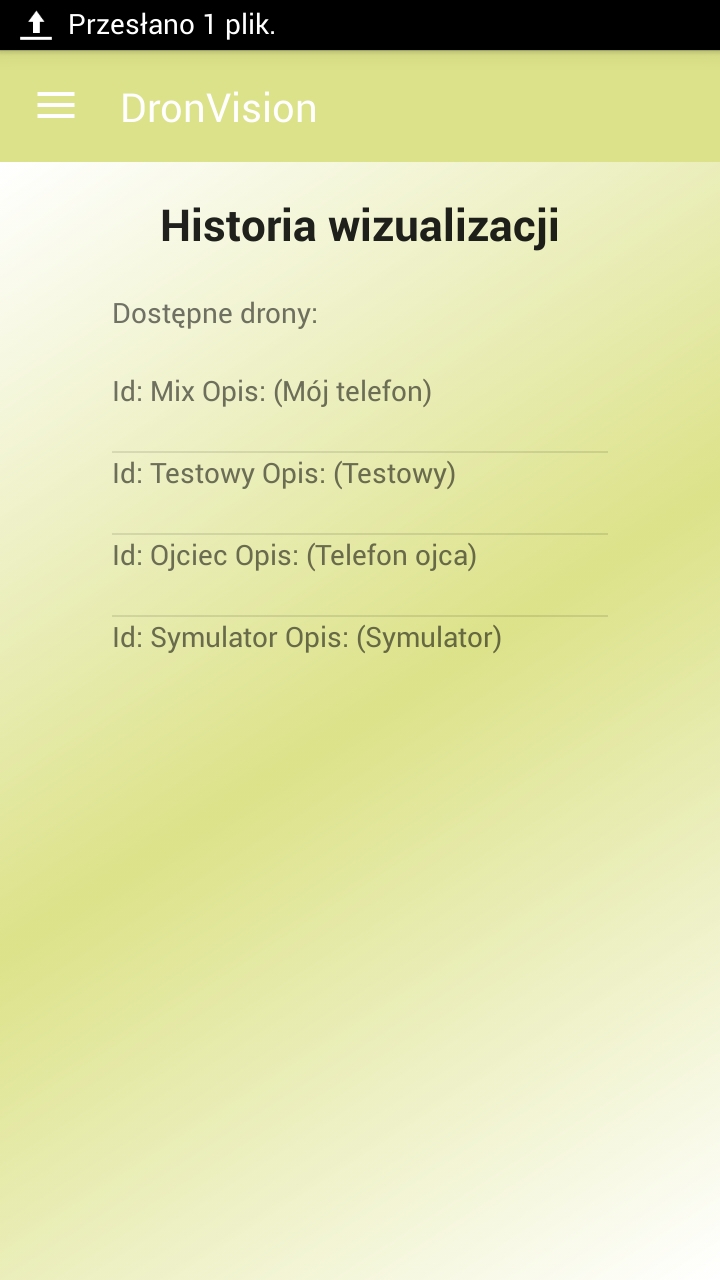 Przesłano 1 plik.
DronVision
Historia wizualizacji
Dostępne drony:
Id: Mix Opis: (Mój telefon)
Id: Testowy Opis: (Testowy)
Id: Ojciec Opis: (Telefon ojca)
Id: Symulator Opis: (Symulator)